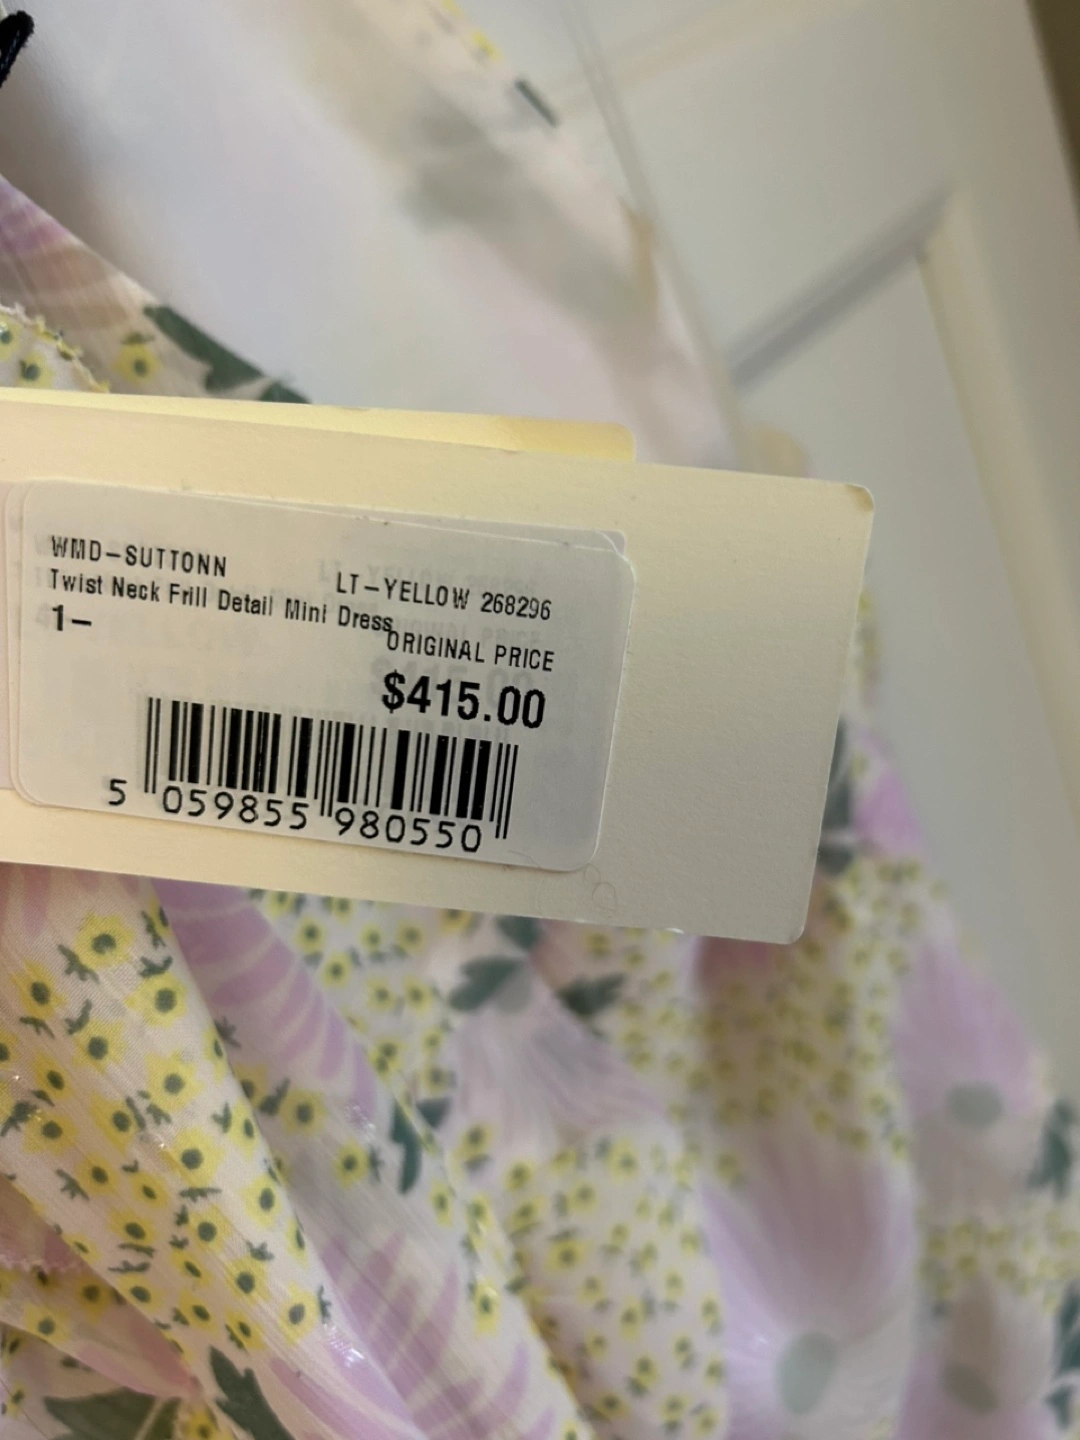 WMD-SUTTONN
LT-YELLOW 268296
Twist Neck Frill Detail Mini Dress
1-
ORIGINAL PRICE
$415.00
5 059855 980550